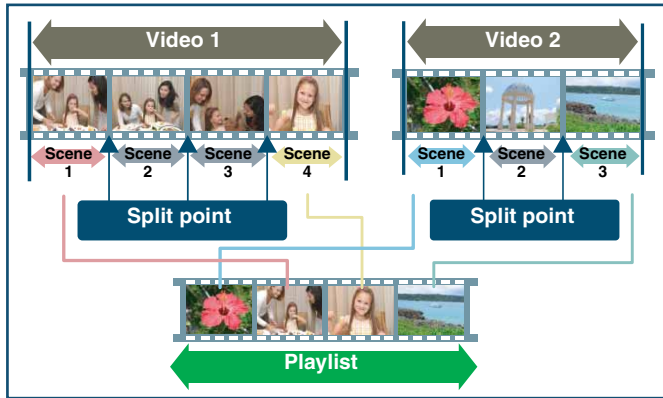 Video 1
Video 2
Scene 1
Scene 2
Scene 3
Scene 4
Scene 1
Scene 2
Scene 3
Split point
Split point
Playlist